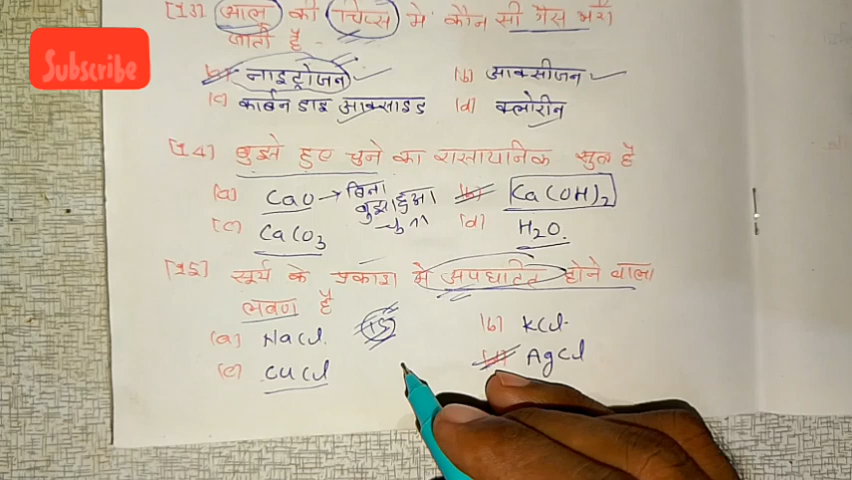 [13] आलू की चिप्स में कौन सी गैस भरी
जाती है
Subscribe
(a) नाइट्रोजन (b) आक्सीजन
(c) कार्बन डाइ आक्साइड (d) क्लोरीन
[14] बुझे हुए चुने का रासायनिक सुत्र है
(a) CaO → बिना बुझा हुआ चुना (b) Ca(OH)2
(c) CaCO3 (d) H2O.
[15] सूर्य के प्रकाश से अपघटित होने वाला
लवण है
(a) NaCl. 15 (b) KCl.
(c) CuCl (d) AgCl